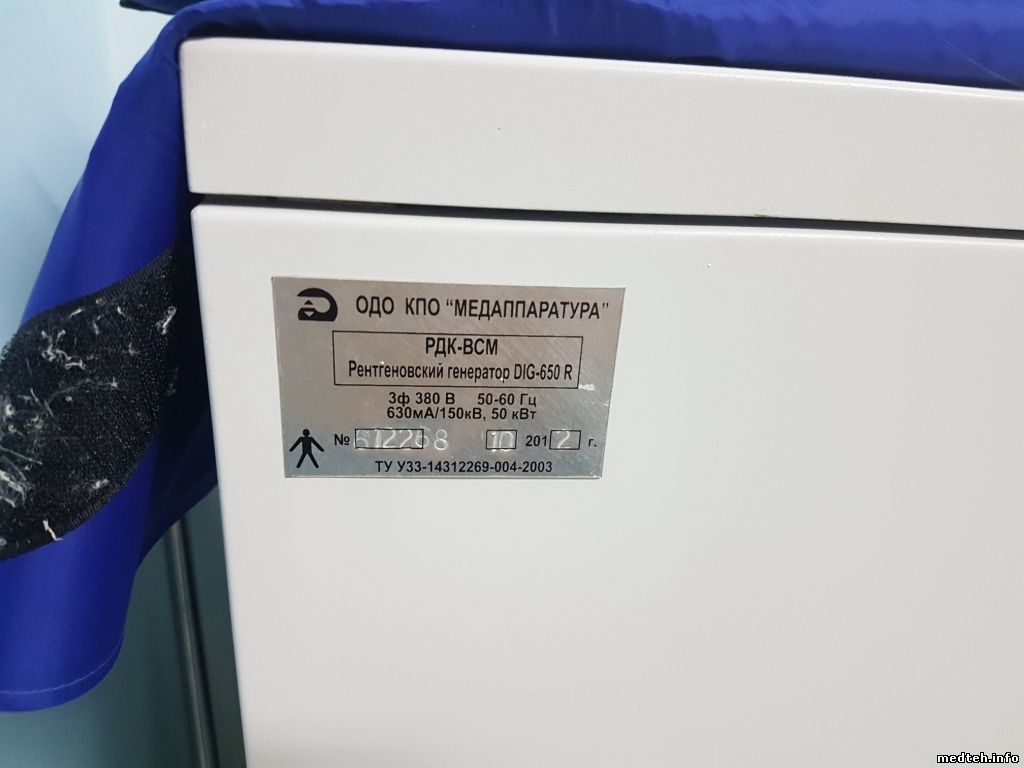 ОДО КПО “МЕДАППАРАТУРА”
РДК-ВСМ
Рентгеновский генератор DIG-650 R
3ф 380 В 50-60 Гц
630мА/150кВ, 50 кВт
№ 612268 10 2012 г.
ТУ У33-14312269-004-2003
medteh.info